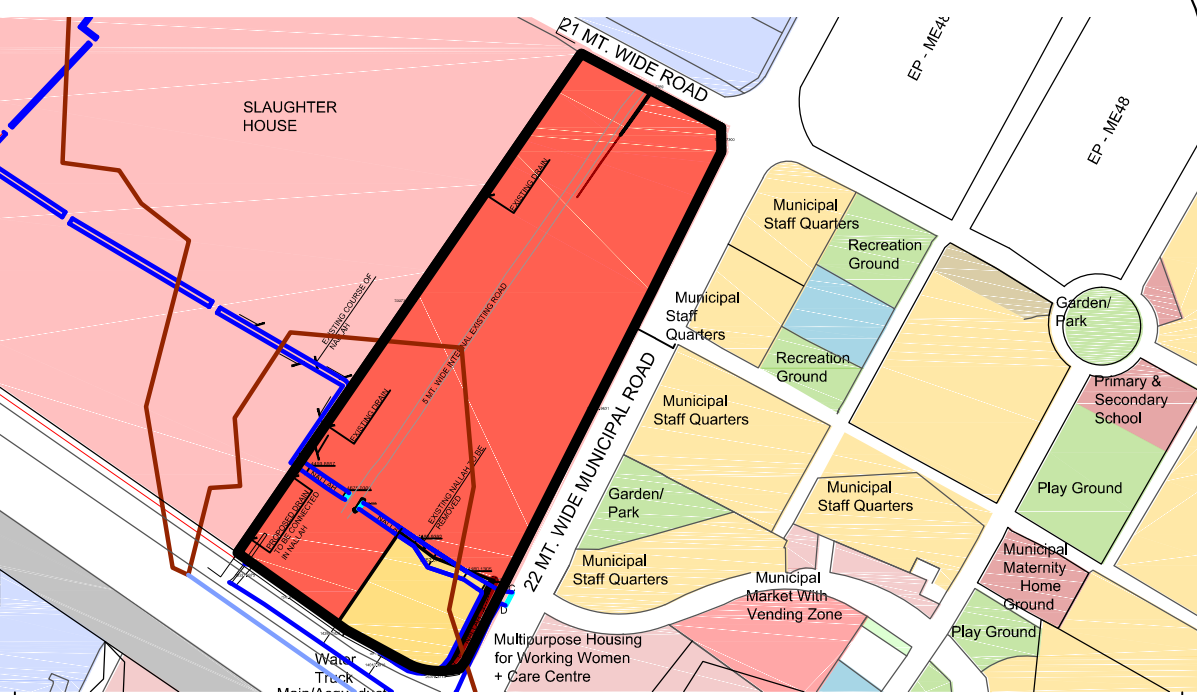 21 MT. WIDE ROAD
EP - ME48
EP - ME48
SLAUGHTER
HOUSE
EXISTING DRAIN
Municipal
Staff Quarters
Recreation
Ground
EXISTING COURSE OF
NALLAH
5 MT. WIDE INTERNAL EXISTING ROAD
Municipal
Staff
Quarters
Garden/
Park
Recreation
Ground
Primary &
Secondary
School
EXISTING DRAIN
22 MT. WIDE MUNICIPAL ROAD
Municipal
Staff Quarters
EXISTING NALLAH TO BE
REMOVED
NALLAH
PROPOSED DRAIN
TO BE CONNECTED
IN NALLAH
Garden/
Park
Municipal
Staff Quarters
Play Ground
Municipal
Staff Quarters
Municipal
Market With
Vending Zone
Municipal
Maternity
Home
Ground
Play Ground
C
D
Multipurpose Housing
for Working Women
+ Care Centre
Water
Truck